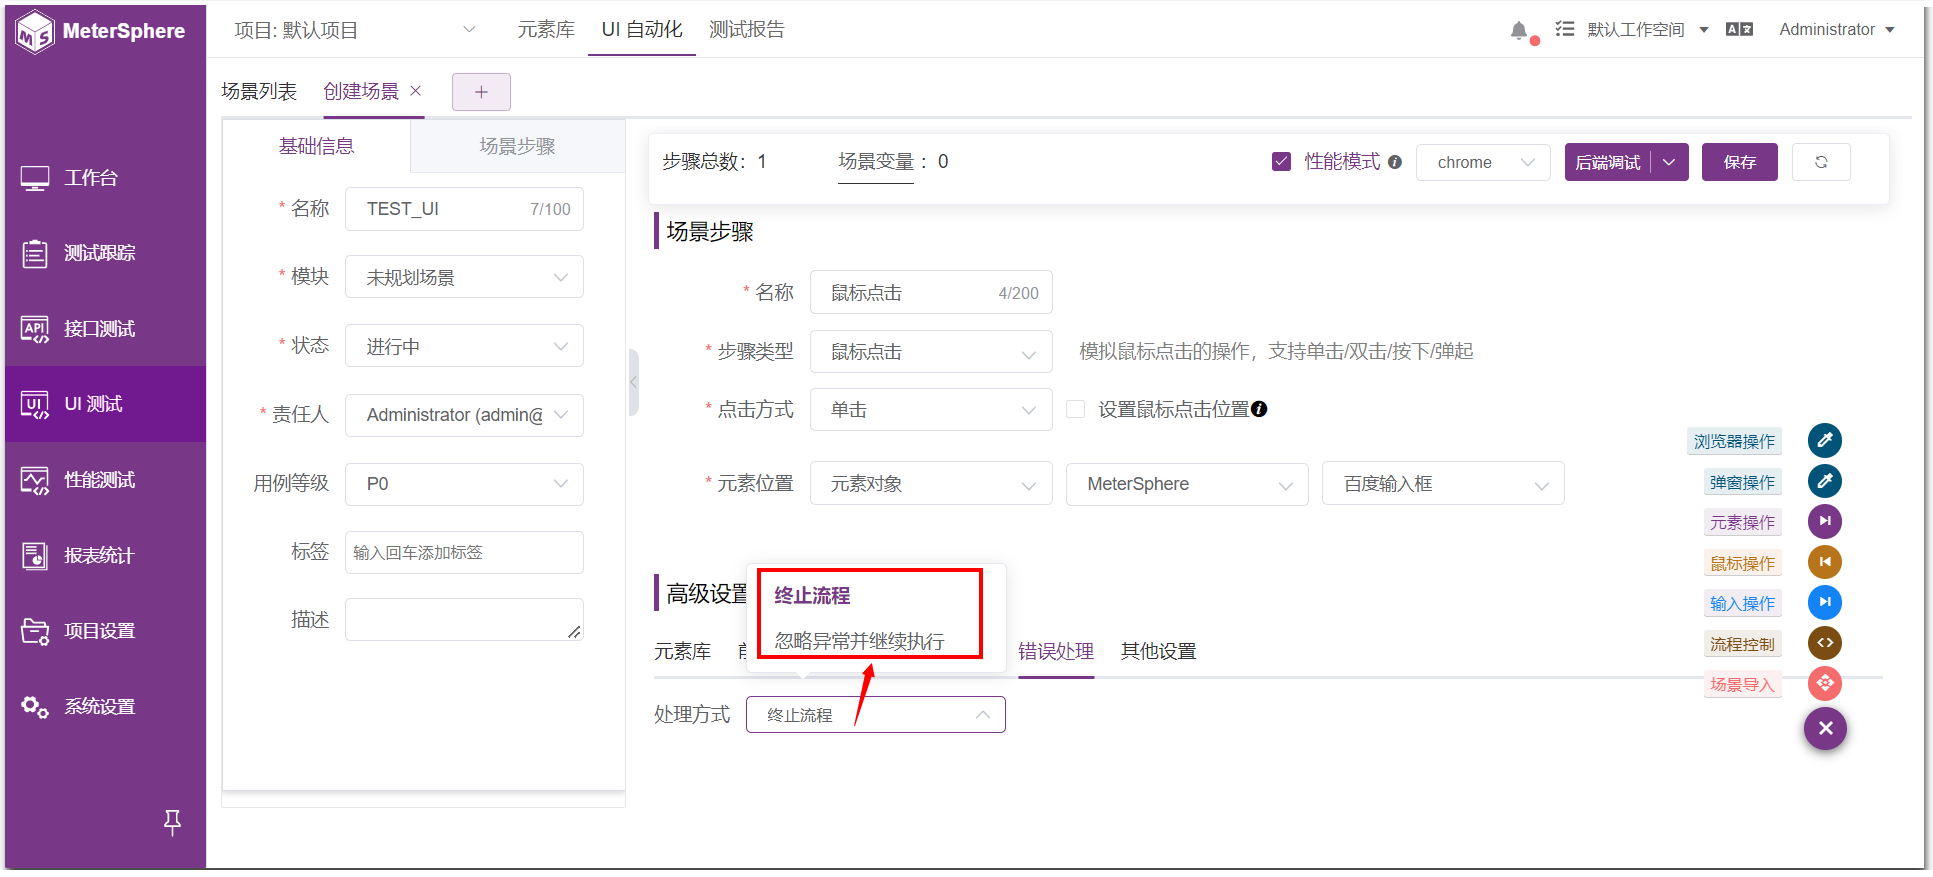 MeterSphere
项目: 默认项目
元素库
UI 自动化
测试报告
默认工作空间
Administrator
场景列表
创建场景
工作台
测试跟踪
API
接口测试
UI
UI 测试
性能测试
报表统计
项目设置
系统设置
基础信息
场景步骤
* 名称
TEST_UI
7/100
* 模块
未规划场景
* 状态
进行中
* 责任人
Administrator (admin@
用例等级
P0
标签
输入回车添加标签
描述
步骤总数: 1
场景变量 : 0
性能模式
chrome
后端调试
保存
场景步骤
* 名称
鼠标点击
4/200
* 步骤类型
鼠标点击
模拟鼠标点击的操作，支持单击/双击/按下/弹起
* 点击方式
单击
设置鼠标点击位置
* 元素位置
元素对象
MeterSphere
百度输入框
高级设置
终止流程
忽略异常并继续执行
元素库
错误处理
其他设置
处理方式
终止流程
浏览器操作
弹窗操作
元素操作
鼠标操作
输入操作
流程控制
场景导入